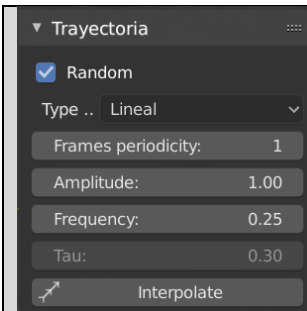 Trayectoria
Random
Type .. Lineal
Frames periodicity: 1
Amplitude: 1.00
Frequency: 0.25
Tau: 0.30
Interpolate